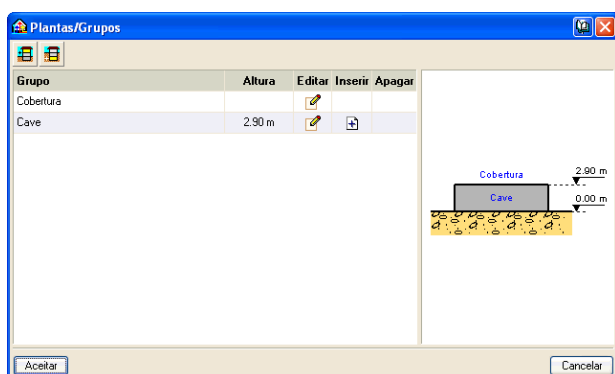 Plantas/Grupos
Grupo Altura Editar Inserir Apagar
Cobertura
Cave 2.90 m
Cobertura 2.90 m
Cave 0.00 m
Aceitar Cancelar